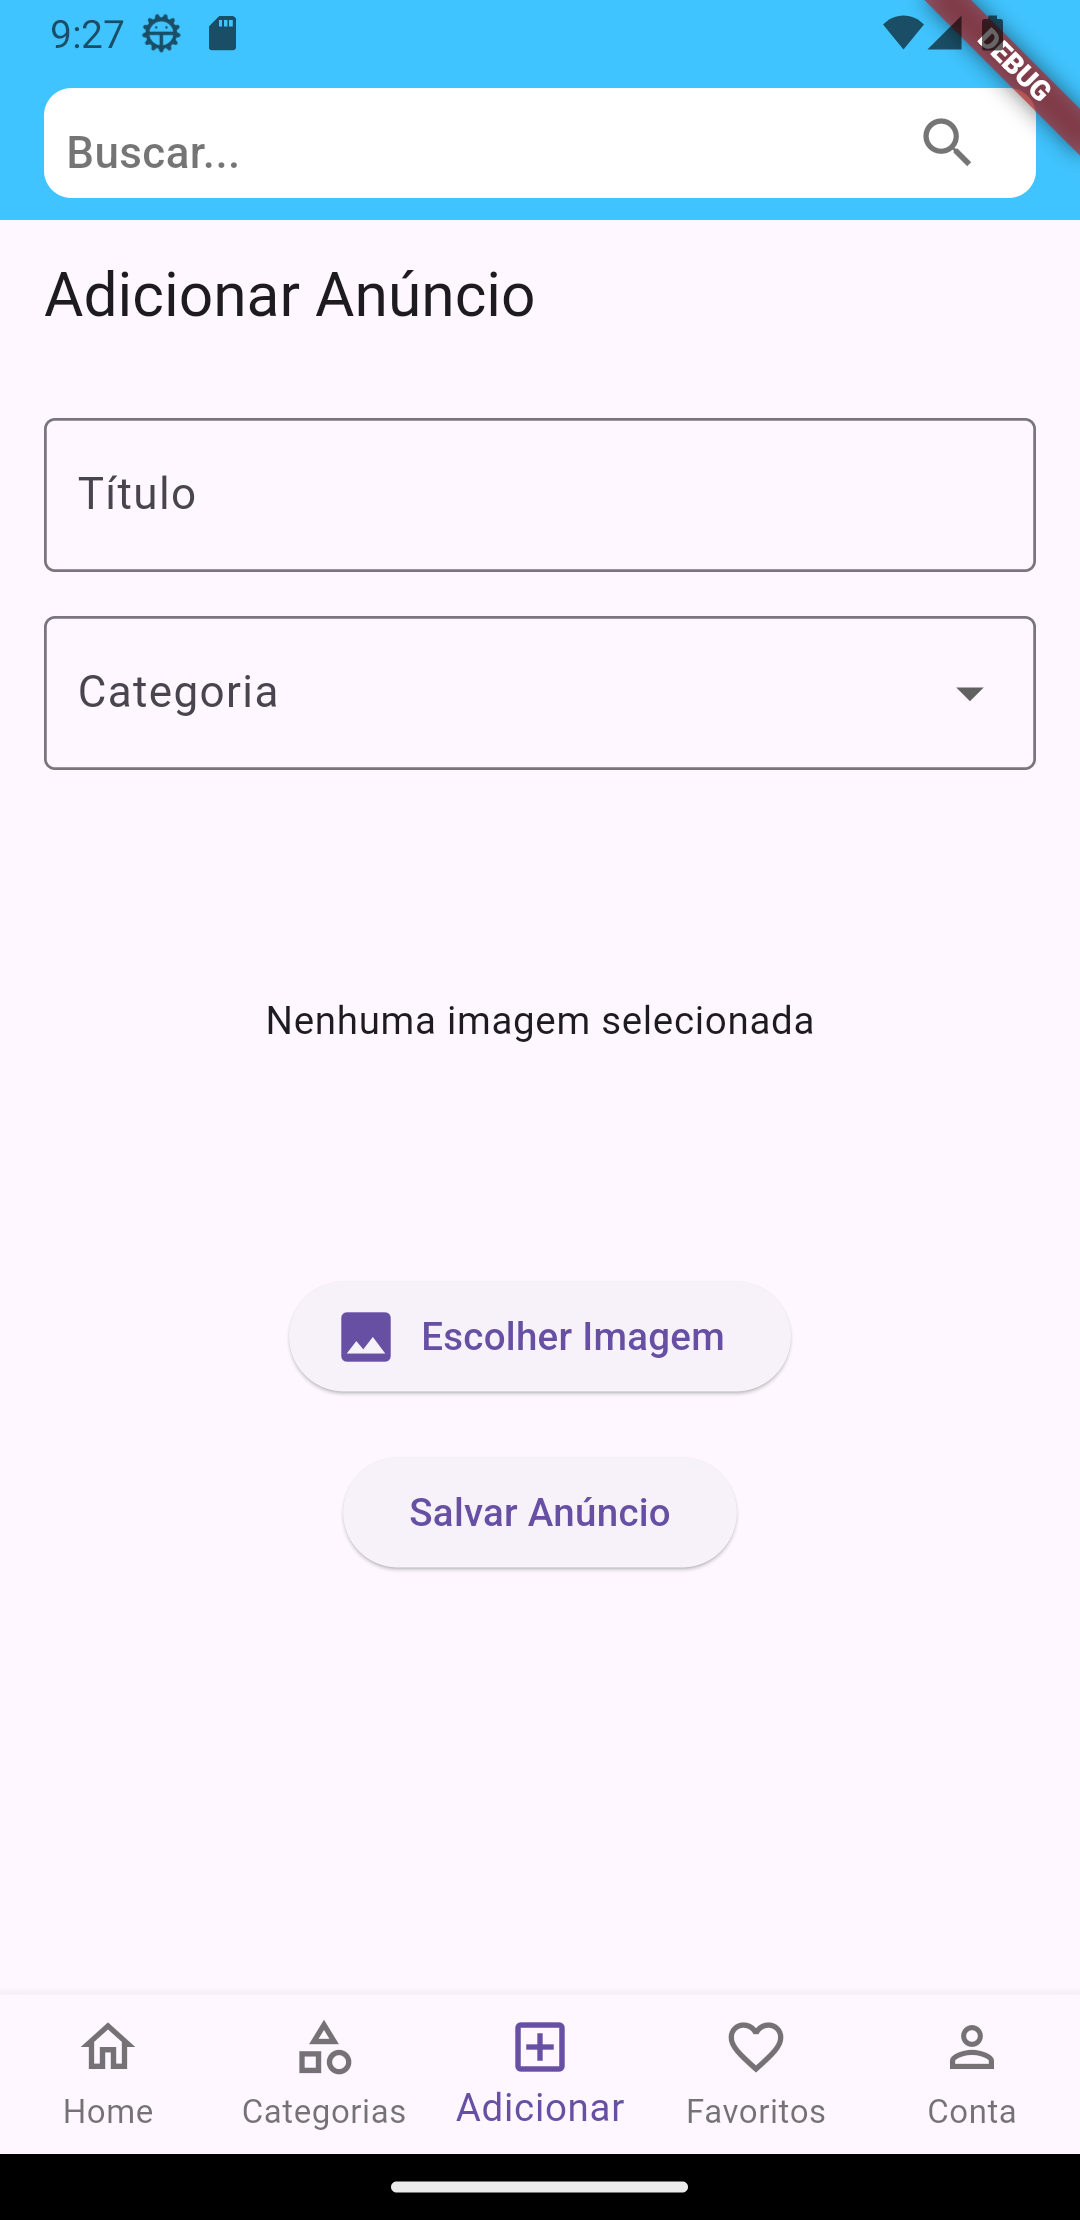 9:27
DEBUG
Buscar...
Adicionar Anúncio
Título
Categoria
Nenhuma imagem selecionada
Escolher Imagem
Salvar Anúncio
Home
Categorias
Adicionar
Favoritos
Conta